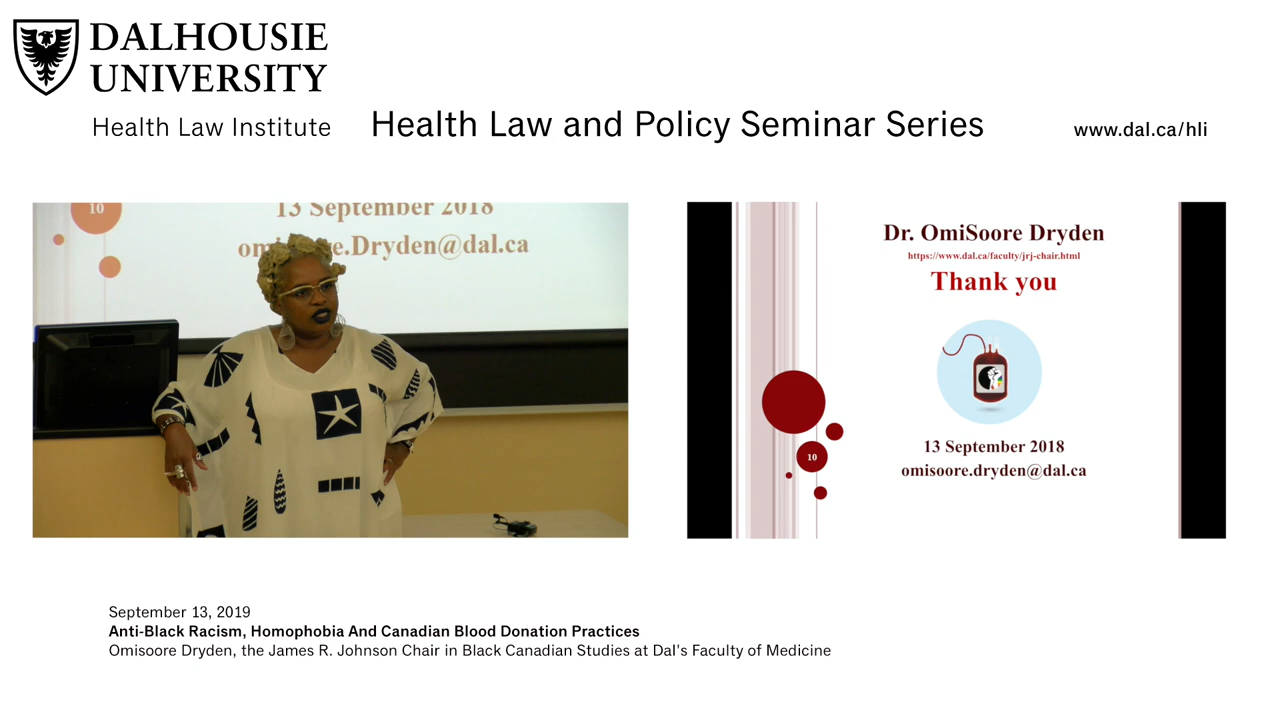 DALHOUSIE
UNIVERSITY
Health Law Institute
Health Law and Policy Seminar Series
www.dal.ca/hli
10
13 September 2018
omi
e.Dryden@dal.ca
Dr. OmiSoore Dryden
https://www.dal.ca/faculty/jrj-chair.html
Thank you
10
13 September 2018
omisoore.dryden@dal.ca
September 13, 2019
Anti-Black Racism, Homophobia And Canadian Blood Donation Practices
Omisoore Dryden, the James R. Johnson Chair in Black Canadian Studies at Dal's Faculty of Medicine